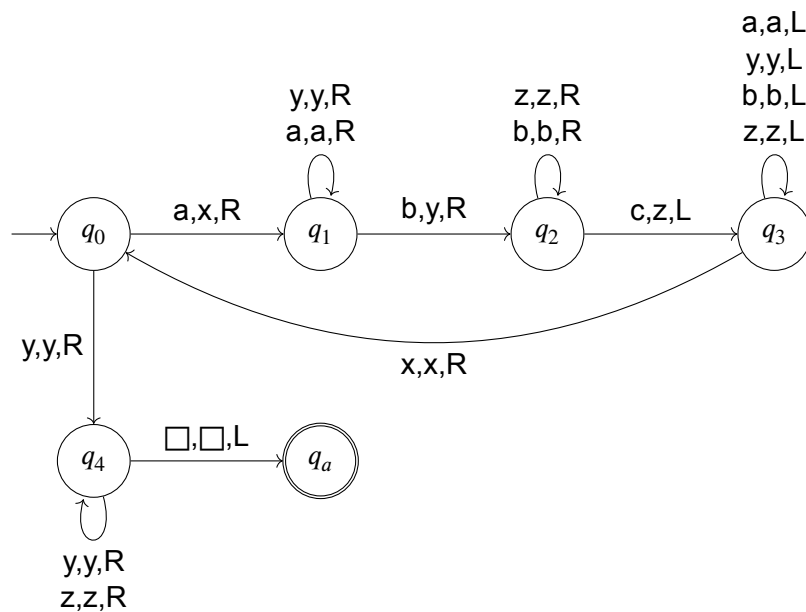 a,a,L
y,y,L
b,b,L
z,z,L
y,y,R
a,a,R
z,z,R
b,b,R
a,x,R
b,y,R
c,z,L
q0
q1
q2
q3
x,x,R
y,y,R
□,□,L
q4
qa
y,y,R
z,z,R